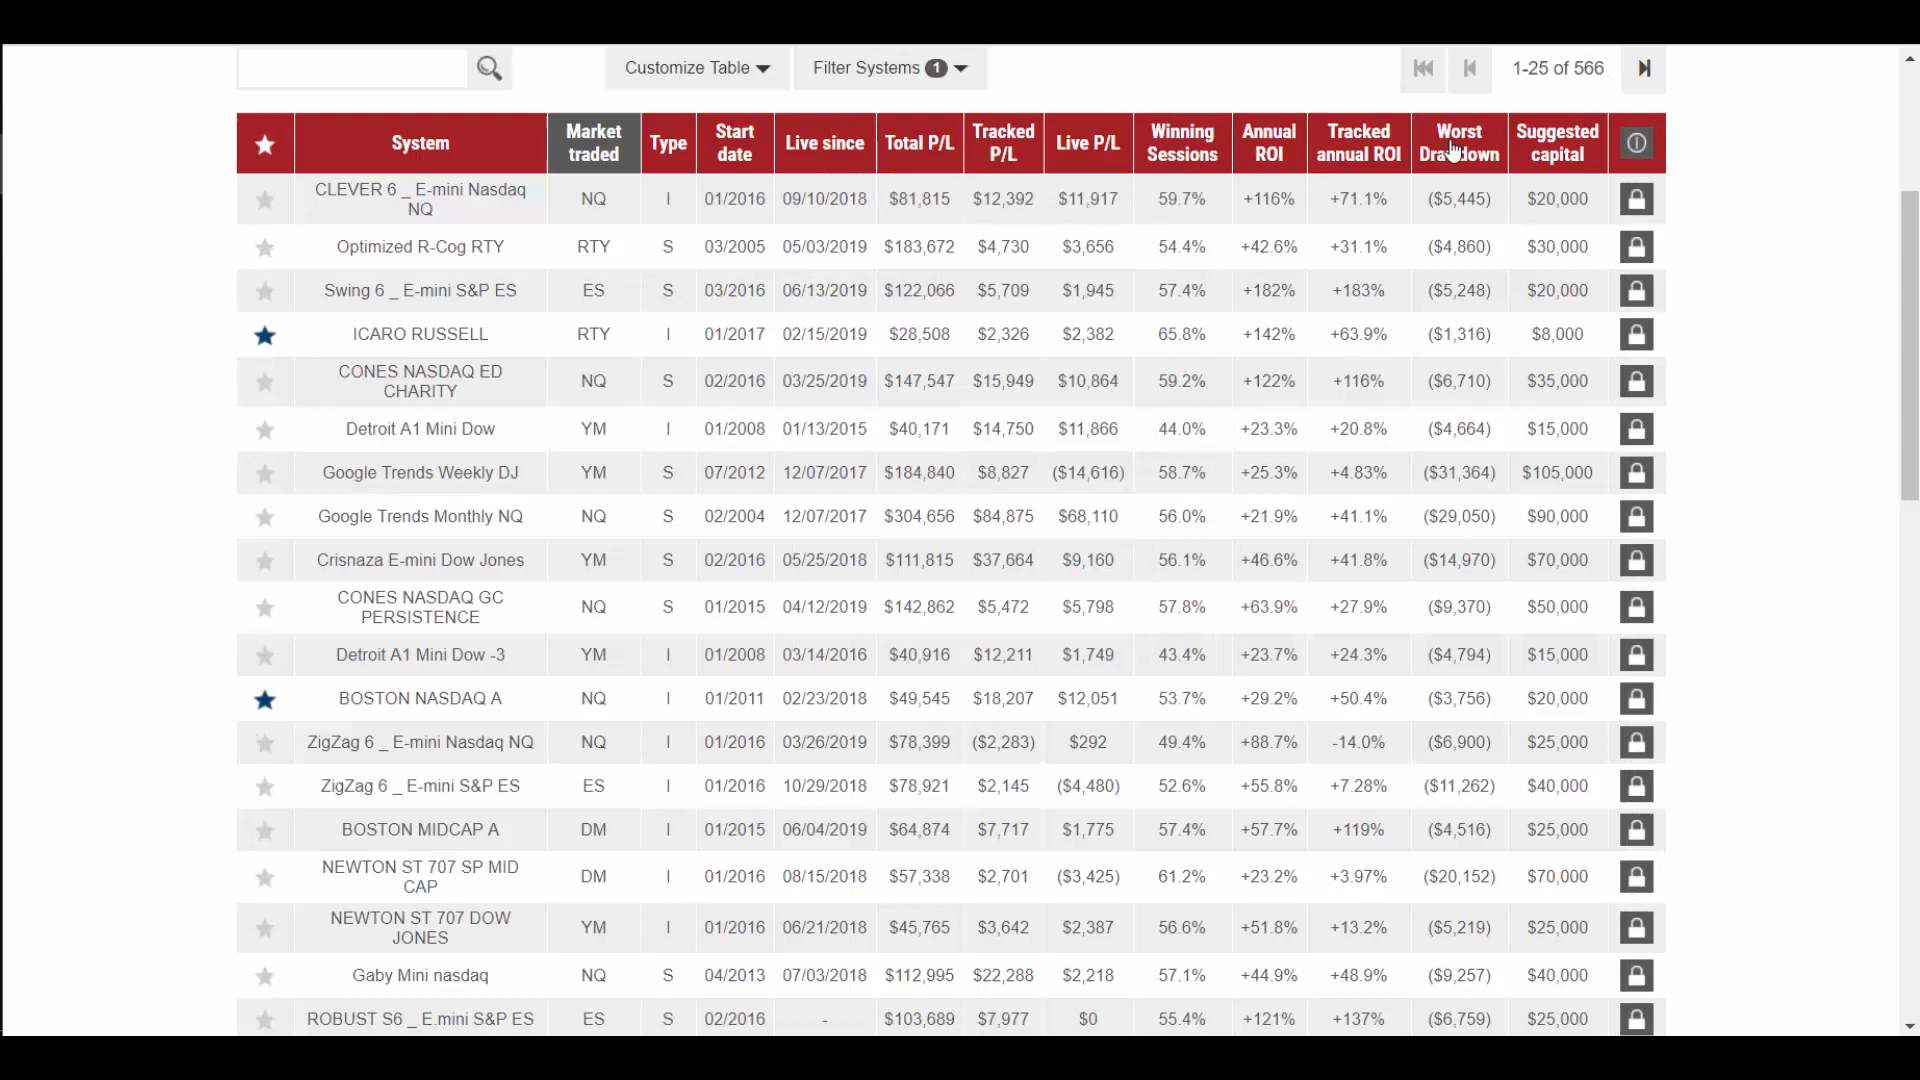 Customize Table Filter Systems 1 1-25 of 566
System Market traded Type Start date Live since Total P/L Tracked P/L Live P/L Winning Sessions Annual ROI Tracked annual ROI Worst Drawdown Suggested capital
CLEVER 6 _ E-mini Nasdaq NQ NQ I 01/2016 09/10/2018 $81,815 $12,392 $11,917 59.7% +116% +71.1% ($5,445) $20,000
Optimized R-Cog RTY RTY S 03/2005 05/03/2019 $183,672 $4,730 $3,656 54.4% +42.6% +31.1% ($4,860) $30,000
Swing 6 _ E-mini S&P ES ES S 03/2016 06/13/2019 $122,066 $5,709 $1,945 57.4% +182% +183% ($5,248) $20,000
ICARO RUSSELL RTY I 01/2017 02/15/2019 $28,508 $2,326 $2,382 65.8% +142% +63.9% ($1,316) $8,000
CONES NASDAQ ED CHARITY NQ S 02/2016 03/25/2019 $147,547 $15,949 $10,864 59.2% +122% +116% ($6,710) $35,000
Detroit A1 Mini Dow YM I 01/2008 01/13/2015 $40,171 $14,750 $11,866 44.0% +23.3% +20.8% ($4,664) $15,000
Google Trends Weekly DJ YM S 07/2012 12/07/2017 $184,840 $8,827 ($14,616) 58.7% +25.3% +4.83% ($31,364) $105,000
Google Trends Monthly NQ NQ S 02/2004 12/07/2017 $304,656 $84,875 $68,110 56.0% +21.9% +41.1% ($29,050) $90,000
Crisnaza E-mini Dow Jones YM S 02/2016 05/25/2018 $111,815 $37,664 $9,160 56.1% +46.6% +41.8% ($14,970) $70,000
CONES NASDAQ GC PERSISTENCE NQ S 01/2015 04/12/2019 $142,862 $5,472 $5,798 57.8% +63.9% +27.9% ($9,370) $50,000
Detroit A1 Mini Dow -3 YM I 01/2008 03/14/2016 $40,916 $12,211 $1,749 43.4% +23.7% +24.3% ($4,794) $15,000
BOSTON NASDAQ A NQ I 01/2011 02/23/2018 $49,545 $18,207 $12,051 53.7% +29.2% +50.4% ($3,756) $20,000
ZigZag 6 _ E-mini Nasdaq NQ NQ I 01/2016 03/26/2019 $78,399 ($2,283) $292 49.4% +88.7% -14.0% ($6,900) $25,000
ZigZag 6 _ E-mini S&P ES ES I 01/2016 10/29/2018 $78,921 $2,145 ($4,480) 52.6% +55.8% +7.28% ($11,262) $40,000
BOSTON MIDCAP A DM I 01/2015 06/04/2019 $64,874 $7,717 $1,775 57.4% +57.7% +119% ($4,516) $25,000
NEWTON ST 707 SP MID CAP DM I 01/2016 08/15/2018 $57,338 $2,701 ($3,425) 61.2% +23.2% +3.97% ($20,152) $70,000
NEWTON ST 707 DOW JONES YM I 01/2016 06/21/2018 $45,765 $3,642 $2,387 56.6% +51.8% +13.2% ($5,219) $25,000
Gaby Mini nasdaq NQ S 04/2013 07/03/2018 $112,995 $22,288 $2,218 57.1% +44.9% +48.9% ($9,257) $40,000
ROBUST S6 _ E.mini S&P ES ES S 02/2016 - $103,689 $7,977 $0 55.4% +121% +137% ($6,759) $25,000